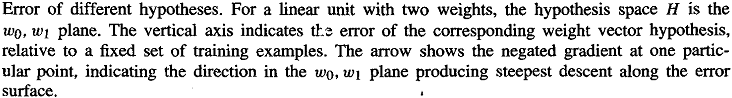 Error of different hypotheses. For a linear unit with two weights, the hypothesis space H is the
w0, w1 plane. The vertical axis indicates the error of the corresponding weight vector hypothesis,
relative to a fixed set of training examples. The arrow shows the negated gradient at one partic-
ular point, indicating the direction in the w0, w1 plane producing steepest descent along the error
surface.